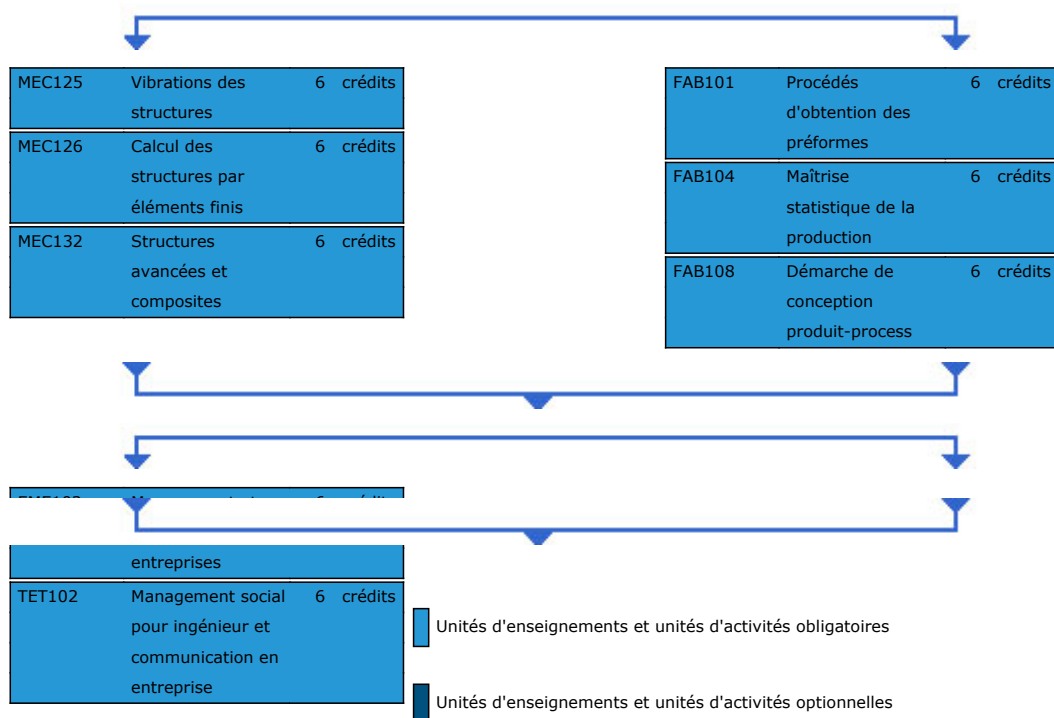 MEC125 Vibrations des 6 crédits
structures
MEC126 Calcul des 6 crédits
structures par
éléments finis
MEC132 Structures 6 crédits
avancées et
composites
FAB101 Procédés 6 crédits
d'obtention des
préformes
FAB104 Maîtrise 6 crédits
statistique de la
production
FAB108 Démarche de 6 crédits
conception
produit-process
entreprises
TET102 Management social 6 crédits
pour ingénieur et
communication en
entreprise
Unités d'enseignements et unités d'activités obligatoires
Unités d'enseignements et unités d'activités optionnelles